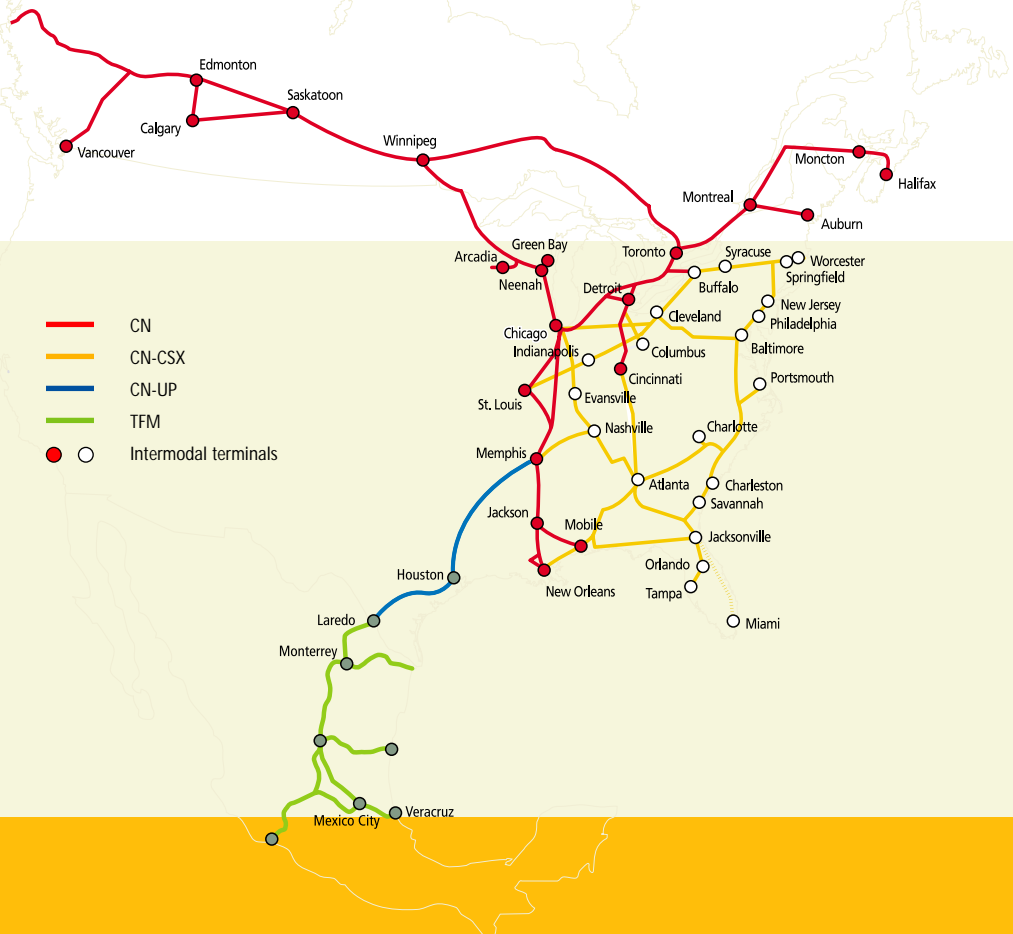 Edmonton
Saskatoon
Calgary
Winnipeg
Vancouver
Moncton
Halifax
Montreal
Auburn
Green Bay
Arcadia
Neenah
Toronto
Syracuse
Worcester
Springfield
Buffalo
Detroit
New Jersey
Cleveland
Philadelphia
Chicago
Baltimore
Indianapolis
Columbus
Cincinnati
Portsmouth
St. Louis
Evansville
Nashville
Charlotte
Memphis
Atlanta
Charleston
Savannah
Jackson
Mobile
Jacksonville
Houston
Orlando
New Orleans
Tampa
Laredo
Miami
Monterrey
Veracruz
Mexico City
CN
CN-CSX
CN-UP
TFM
Intermodal terminals